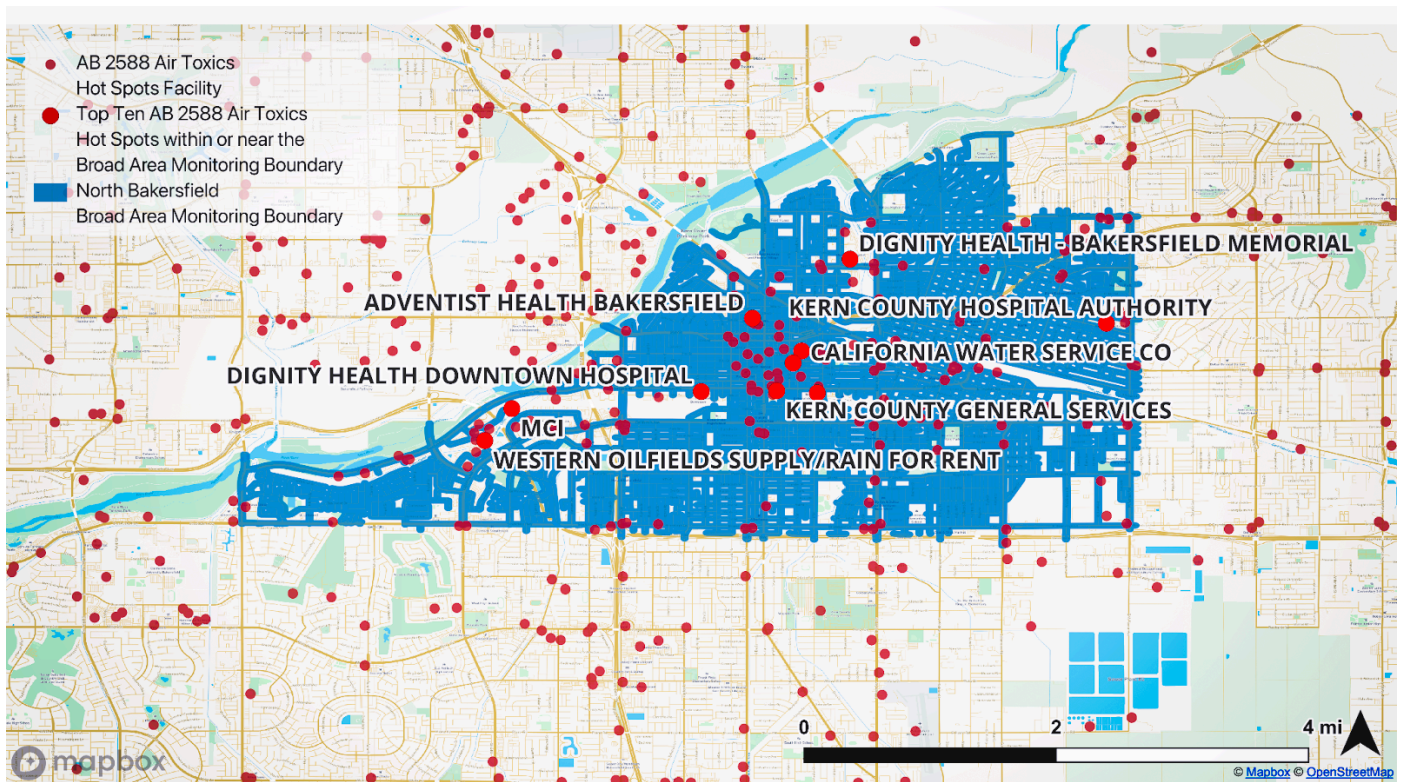 AB 2588 Air Toxics
Hot Spots Facility
Top Ten AB 2588 Air Toxics
Hot Spots within or near the
Broad Area Monitoring Boundary
North Bakersfield
Broad Area Monitoring Boundary
DIGNITY HEALTH - BAKERSFIELD MEMORIAL
ADVENTIST HEALTH BAKERSFIELD
KERN COUNTY HOSPITAL AUTHORITY
CALIFORNIA WATER SERVICE CO
DIGNITY HEALTH DOWNTOWN HOSPITAL
KERN COUNTY GENERAL SERVICES
MCI
WESTERN OILFIELDS SUPPLY/RAIN FOR RENT
0 2 4 mi
mapbox
© Mapbox © OpenStreetMap